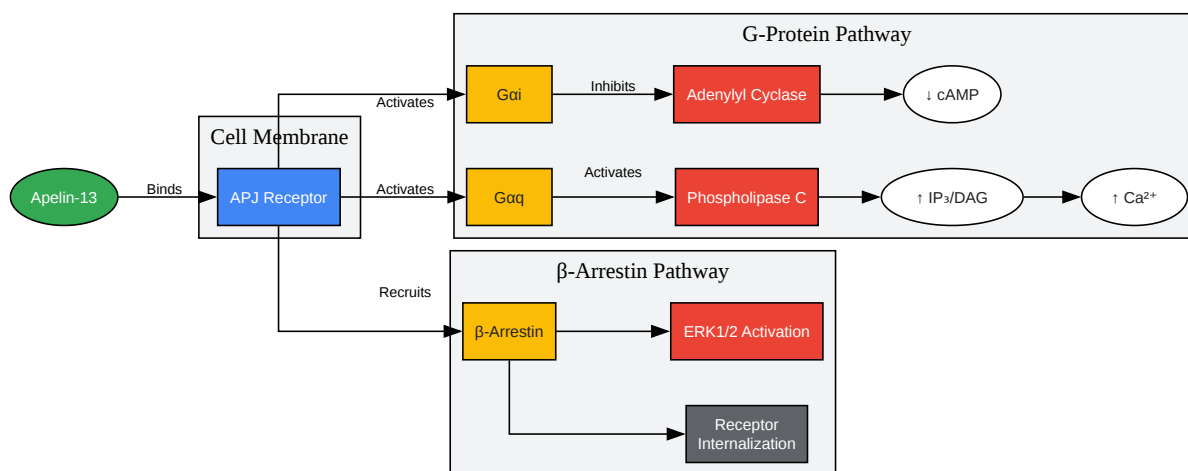 G-Protein Pathway
Gαi
Inhibits
Adenylyl Cyclase
↓ cAMP
Activates
Cell Membrane
Apelin-13
Binds
APJ Receptor
Activates
Gαq
Activates
Phospholipase C
↑ IP₃/DAG
↑ Ca²⁺
β-Arrestin Pathway
Recruits
β-Arrestin
ERK1/2 Activation
Receptor
Internalization